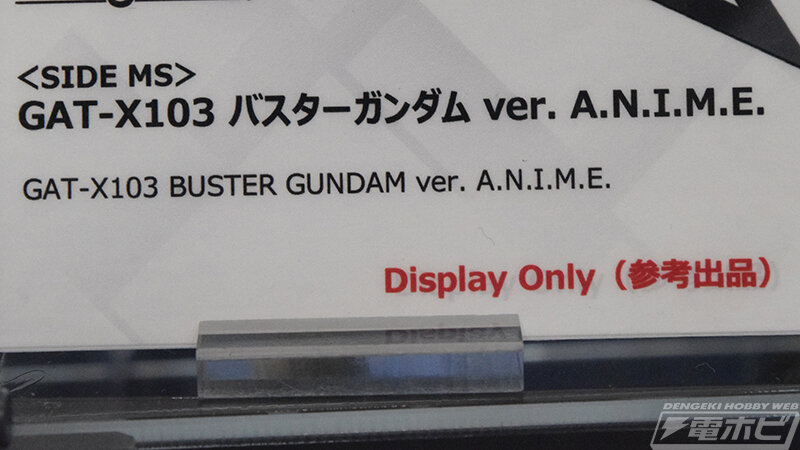 <SIDE MS>
GAT-X103 バスターガンダム ver. A.N.I.M.E.
GAT-X103 BUSTER GUNDAM ver. A.N.I.M.E.
Display Only（参考出品）
DENGEKI HOBBY WEB
電ホビ